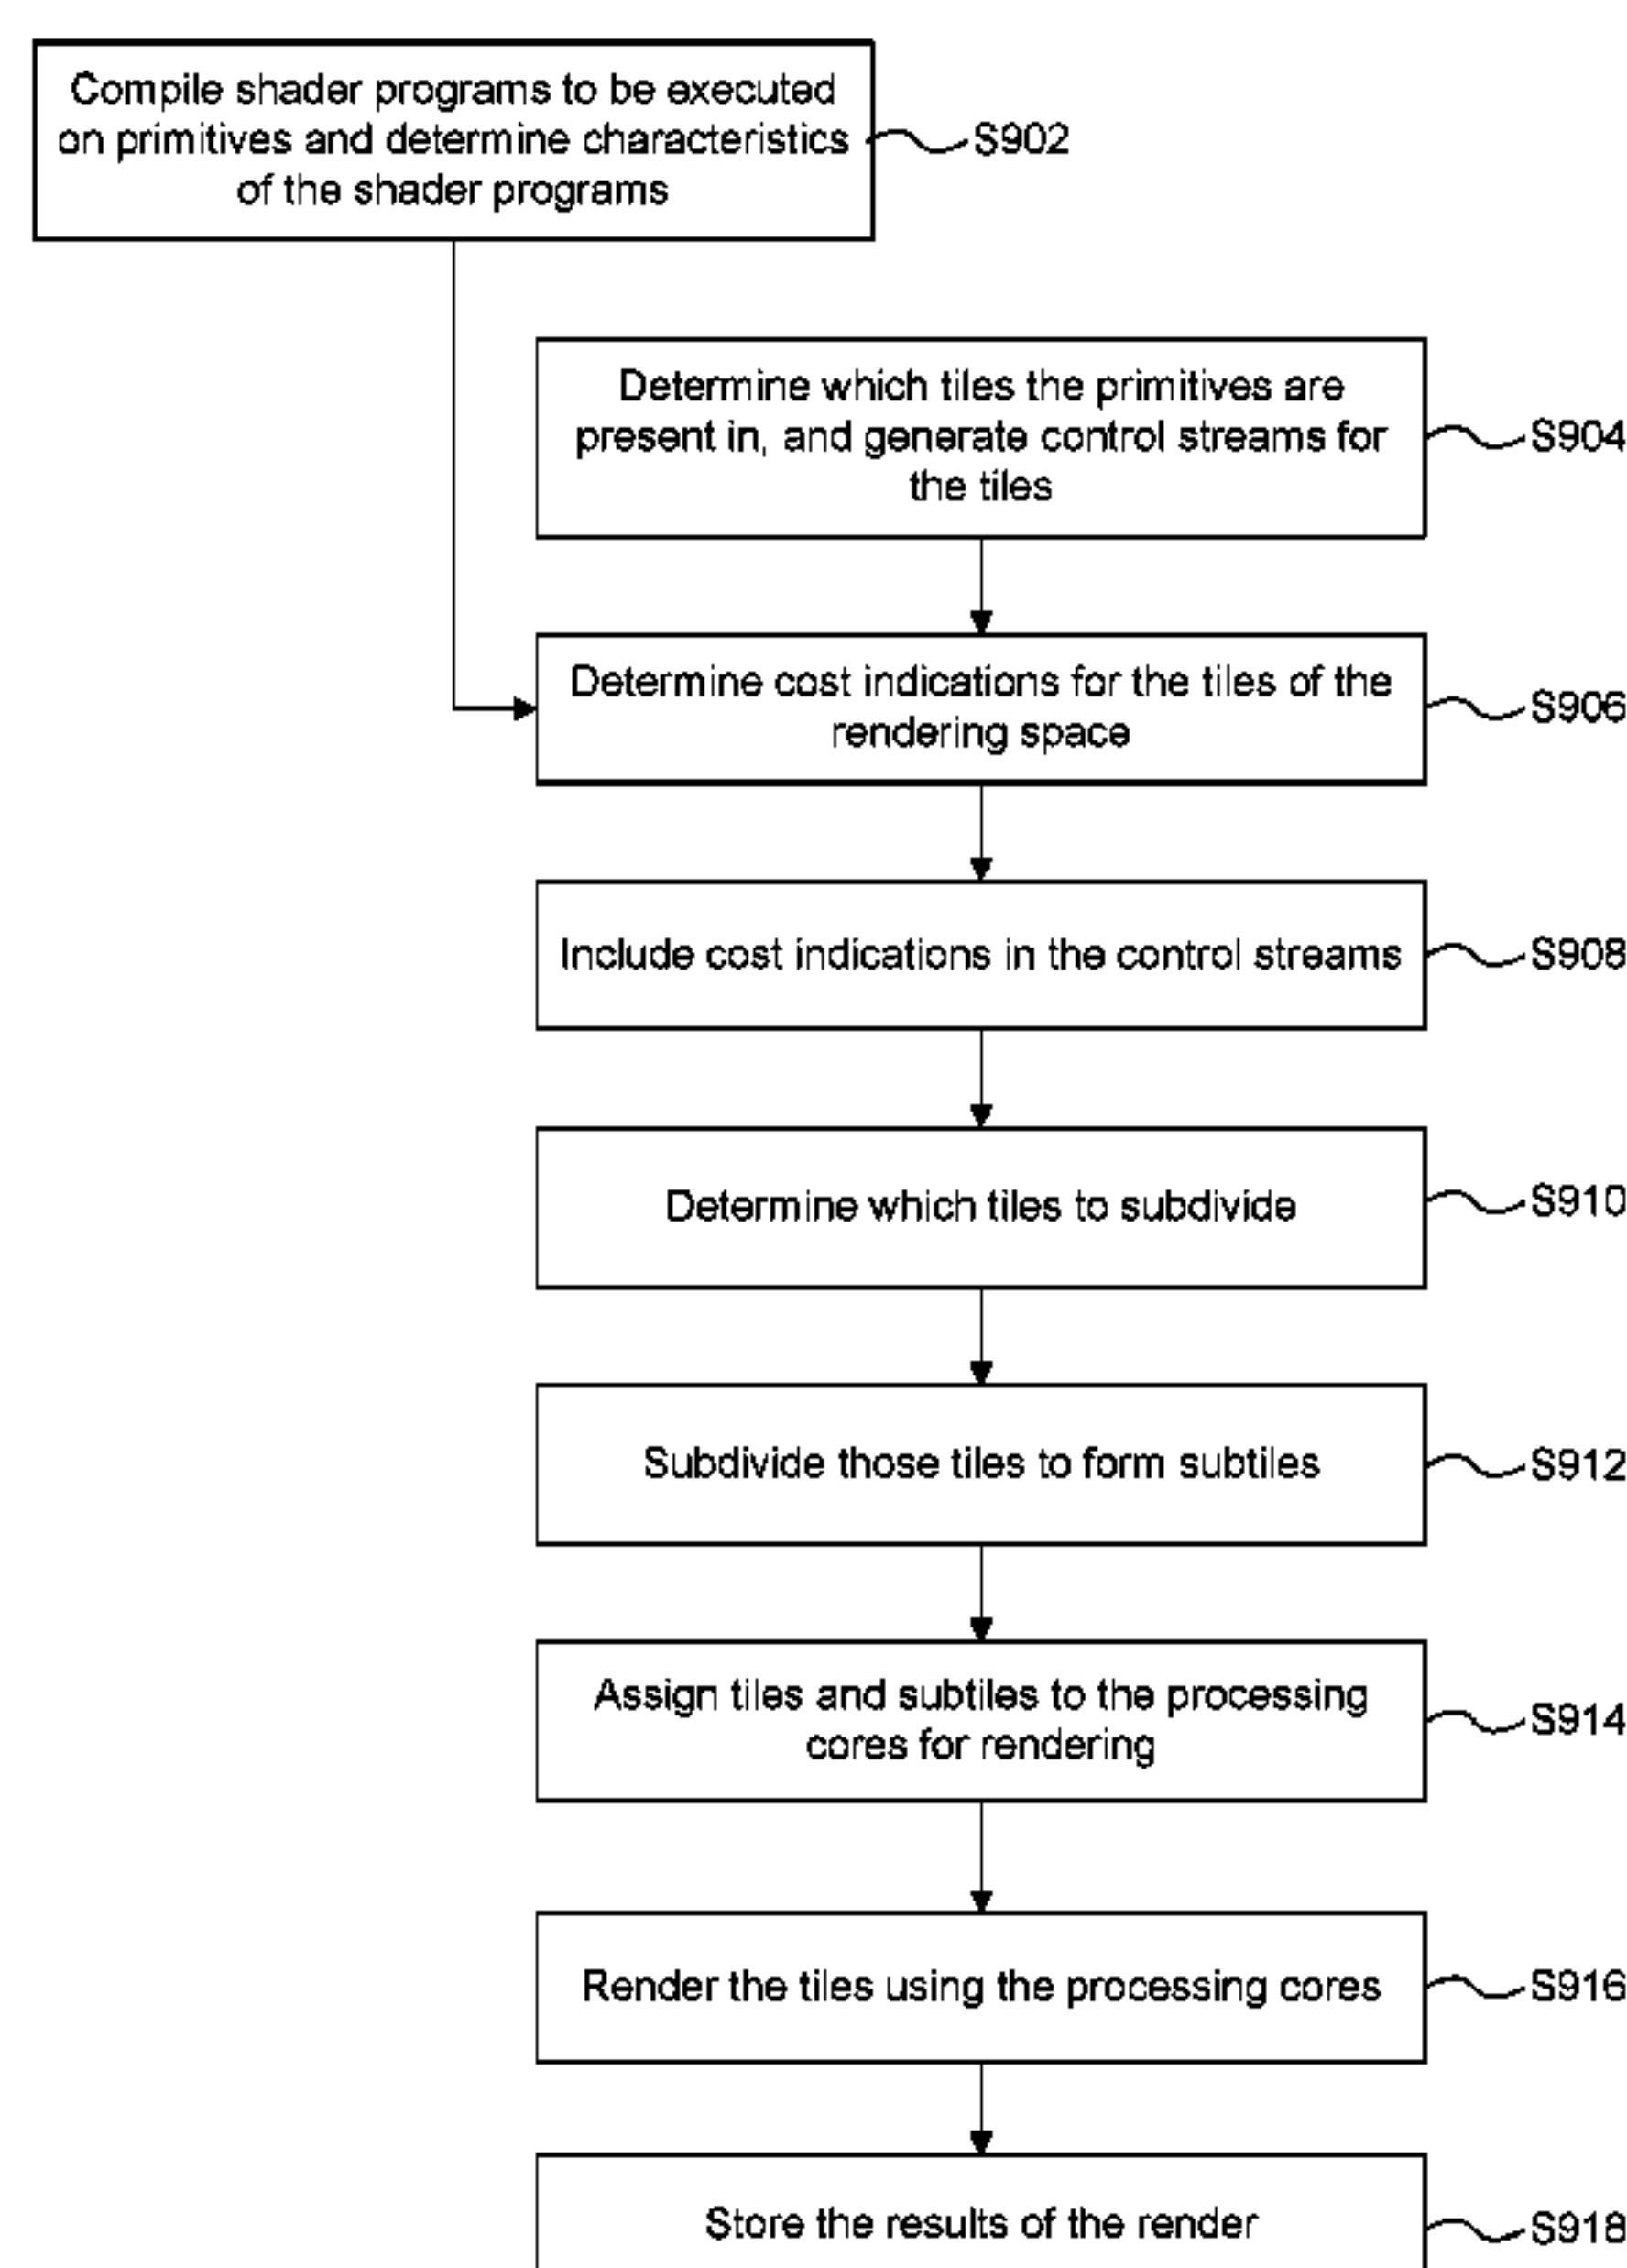 Compile shader programs to be executed
on primitives and determine characteristics
of the shader programs
S902
Determine which tiles the primitives are
present in, and generate control streams for
the tiles
S904
Determine cost indications for the tiles of the
rendering space
S906
Include cost indications in the control streams
S908
Determine which tiles to subdivide
S910
Subdivide those tiles to form subtiles
S912
Assign tiles and subtiles to the processing
cores for rendering
S914
Render the tiles using the processing cores
S916
Store the results of the render
S918